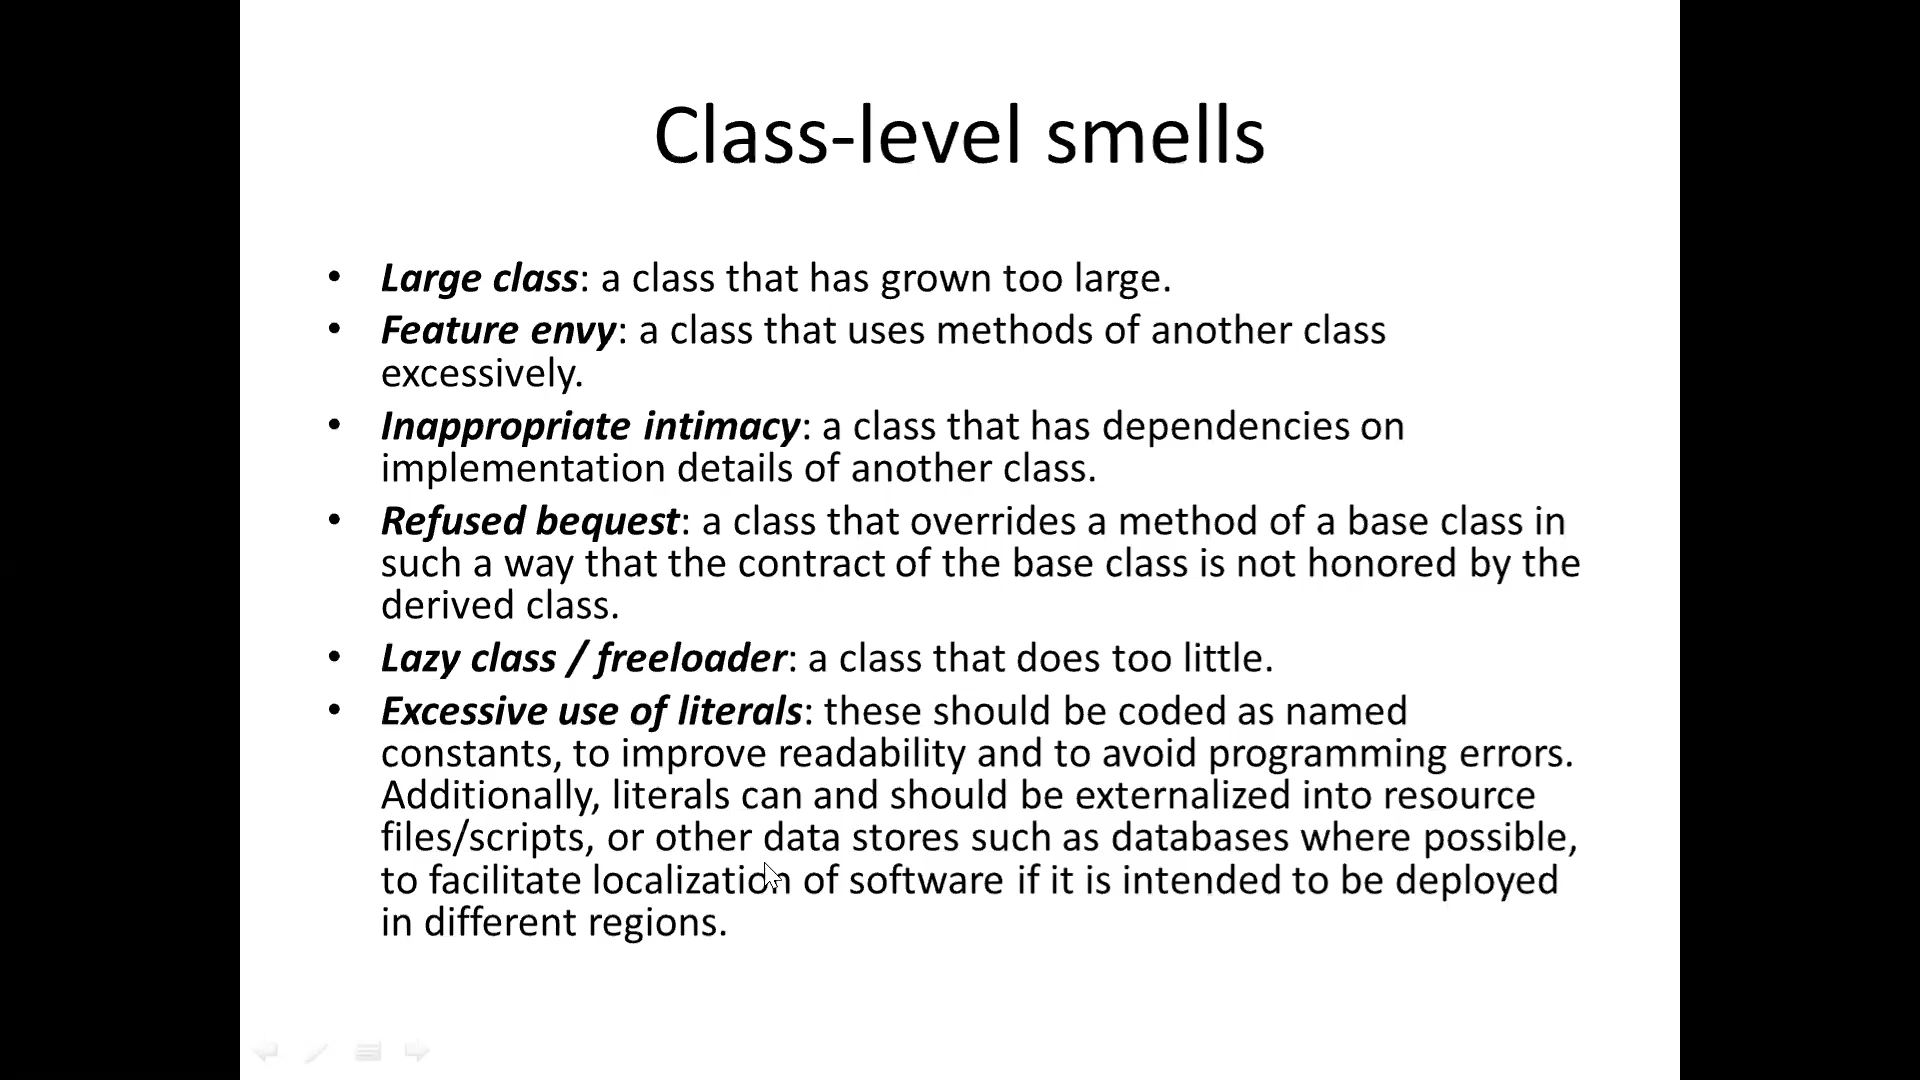 Class-level smells
• Large class: a class that has grown too large.
• Feature envy: a class that uses methods of another class
excessively.
• Inappropriate intimacy: a class that has dependencies on
implementation details of another class.
• Refused bequest: a class that overrides a method of a base class in
such a way that the contract of the base class is not honored by the
derived class.
• Lazy class / freeloader: a class that does too little.
• Excessive use of literals: these should be coded as named
constants, to improve readability and to avoid programming errors.
Additionally, literals can and should be externalized into resource
files/scripts, or other data stores such as databases where possible,
to facilitate localization of software if it is intended to be deployed
in different regions.